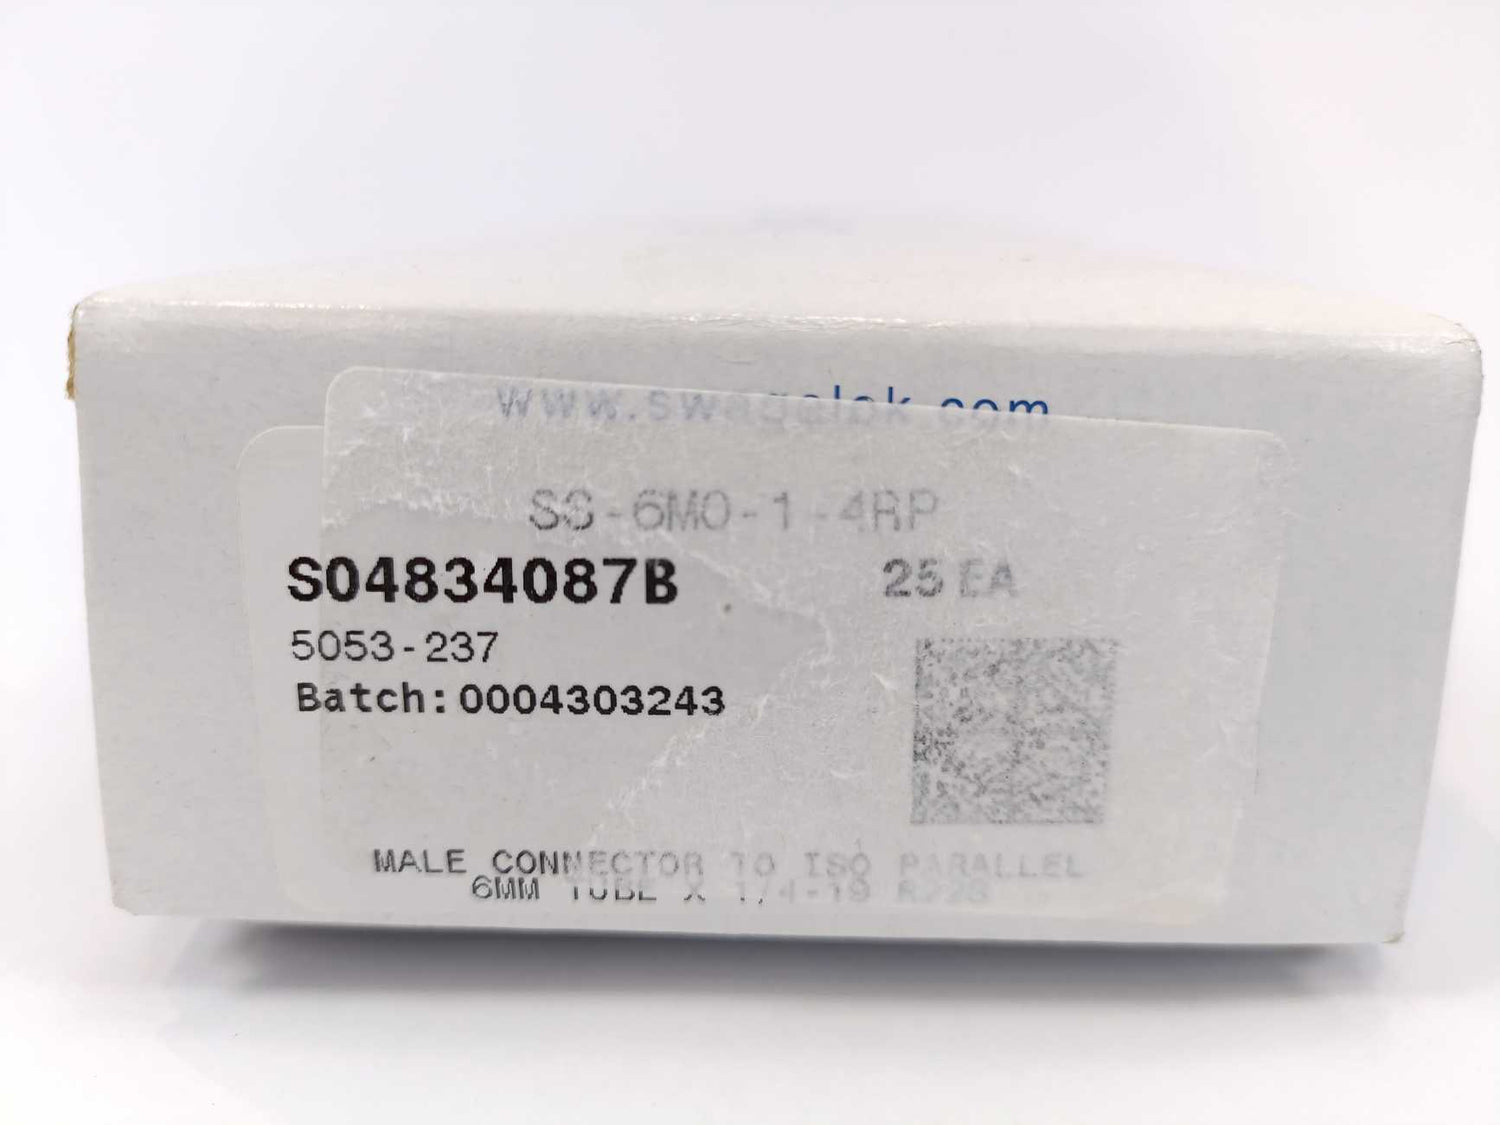 www.swagelok.com
SS-6M0-1-4RP
S04834087B 25 EA
5053-237
Batch: 0004303243
MALE CONNECTOR TO ISO PARALLEL
6MM TUBE X 1/4-19